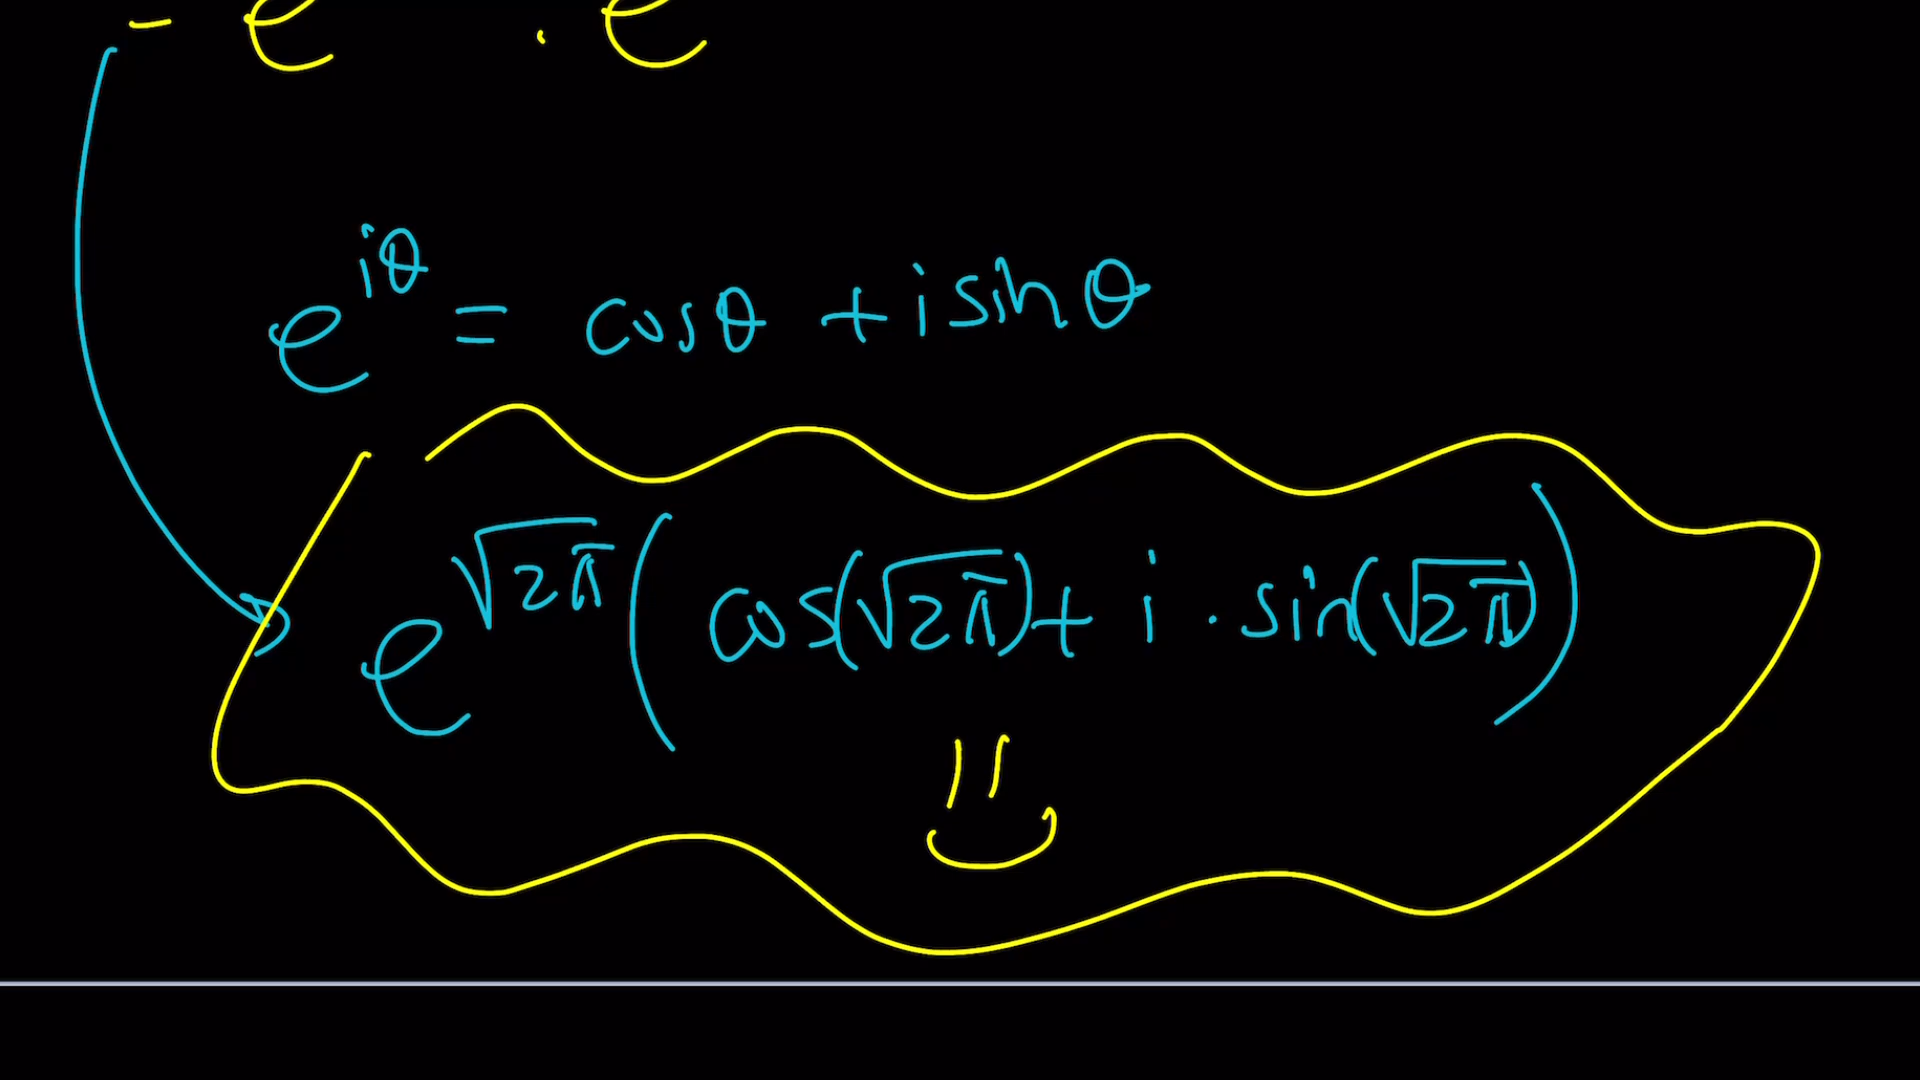 - e . e
e^{iθ} = cosθ + i sinθ
e^{√2π} ( cos(√2π) + i · sin(√2π) )